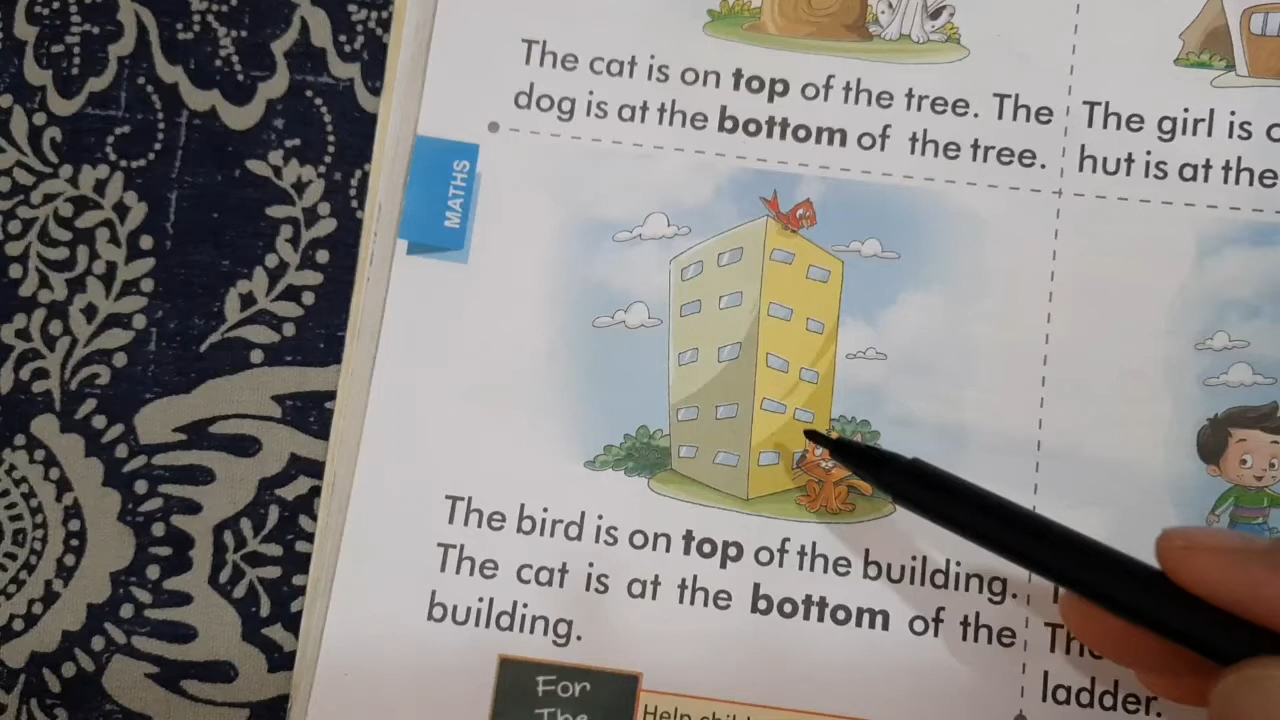 The cat is on top of the tree. The
dog is at the bottom of the tree.
The girl is
hut is at the
MATHS
The bird is on top of the building.
The cat is at the bottom of the
building.
ladder.
For
The
Help